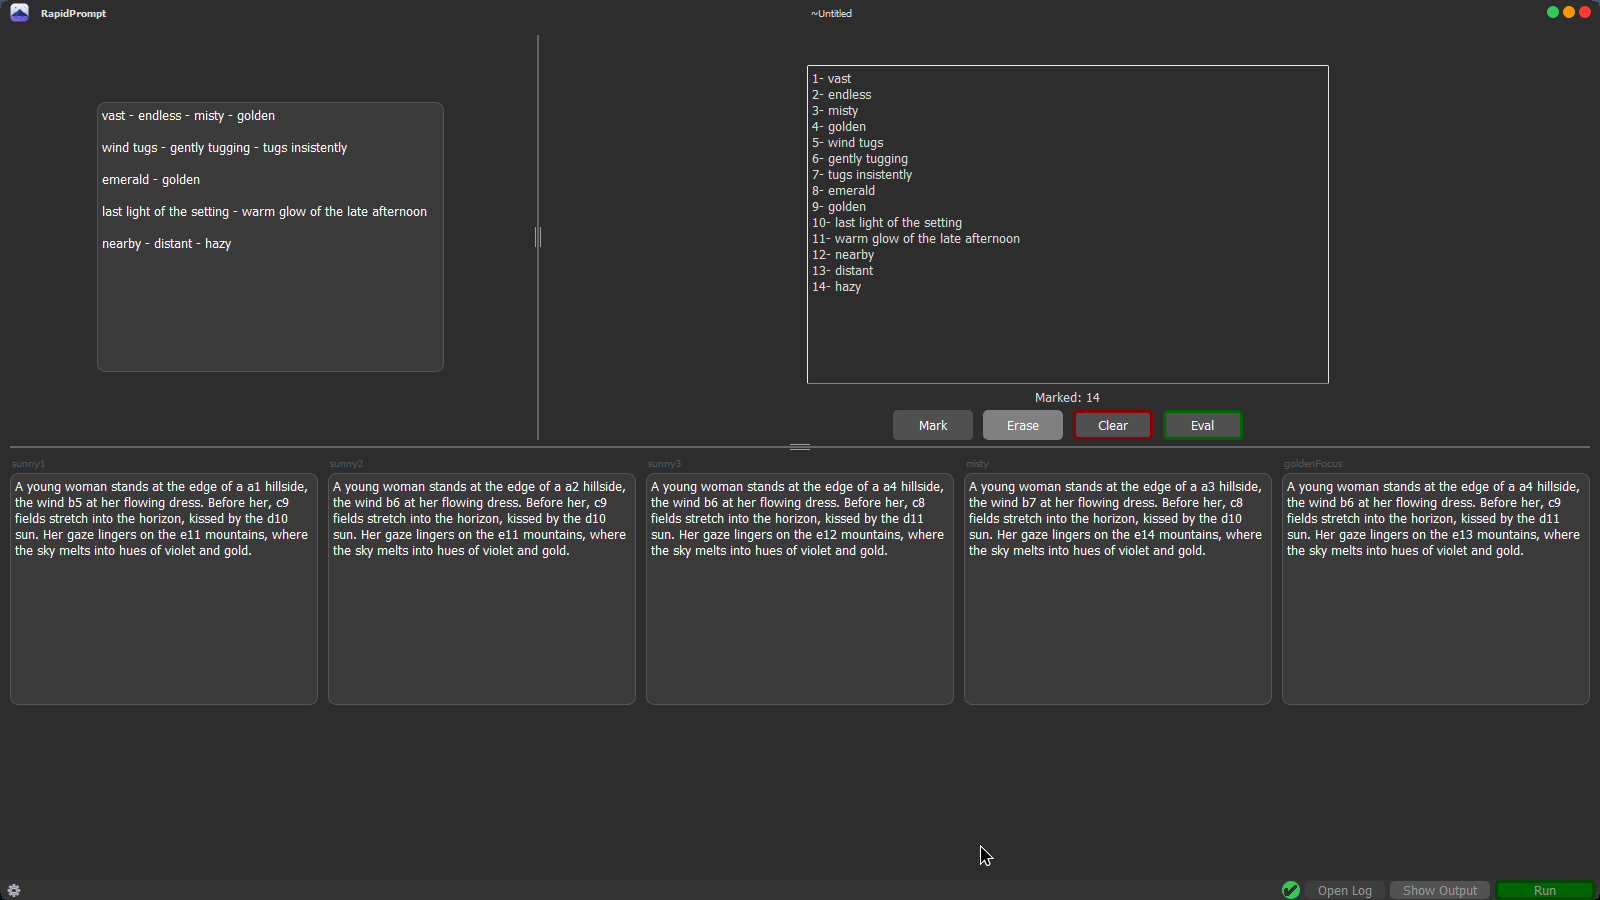 RapidPrompt
~Untitled
vast - endless - misty - golden
wind tugs - gently tugging - tugs insistently
emerald - golden
last light of the setting - warm glow of the late afternoon
nearby - distant - hazy
1- vast
2- endless
3- misty
4- golden
5- wind tugs
6- gently tugging
7- tugs insistently
8- emerald
9- golden
10- last light of the setting
11- warm glow of the late afternoon
12- nearby
13- distant
14- hazy
Marked: 14
Mark
Erase
Clear
Eval
sunny1
A young woman stands at the edge of a a1 hillside,
the wind b5 at her flowing dress. Before her, c9
fields stretch into the horizon, kissed by the d10
sun. Her gaze lingers on the e11 mountains, where
the sky melts into hues of violet and gold.
sunny2
A young woman stands at the edge of a a2 hillside,
the wind b6 at her flowing dress. Before her, c9
fields stretch into the horizon, kissed by the d10
sun. Her gaze lingers on the e11 mountains, where
the sky melts into hues of violet and gold.
sunny3
A young woman stands at the edge of a a4 hillside,
the wind b6 at her flowing dress. Before her, c8
fields stretch into the horizon, kissed by the d11
sun. Her gaze lingers on the e12 mountains, where
the sky melts into hues of violet and gold.
misty
A young woman stands at the edge of a a3 hillside,
the wind b7 at her flowing dress. Before her, c8
fields stretch into the horizon, kissed by the d10
sun. Her gaze lingers on the e14 mountains, where
the sky melts into hues of violet and gold.
goldenFocus
A young woman stands at the edge of a a4 hillside,
the wind b6 at her flowing dress. Before her, c9
fields stretch into the horizon, kissed by the d11
sun. Her gaze lingers on the e13 mountains, where
the sky melts into hues of violet and gold.
Open Log
Show Output
Run